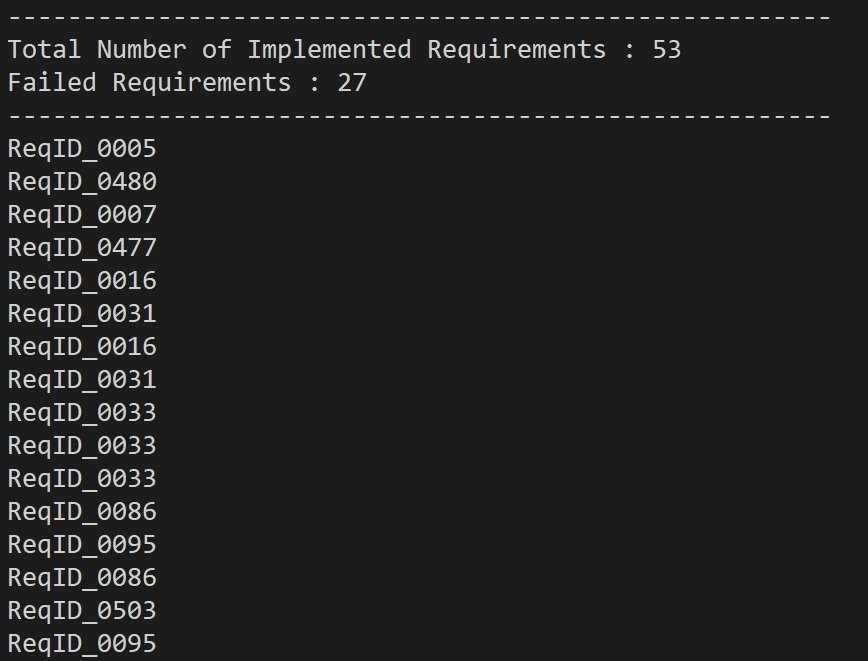 -------------------------------------------------------
Total Number of Implemented Requirements : 53
Failed Requirements : 27
-------------------------------------------------------
ReqID_0005
ReqID_0480
ReqID_0007
ReqID_0477
ReqID_0016
ReqID_0031
ReqID_0016
ReqID_0031
ReqID_0033
ReqID_0033
ReqID_0033
ReqID_0086
ReqID_0095
ReqID_0086
ReqID_0503
ReqID_0095